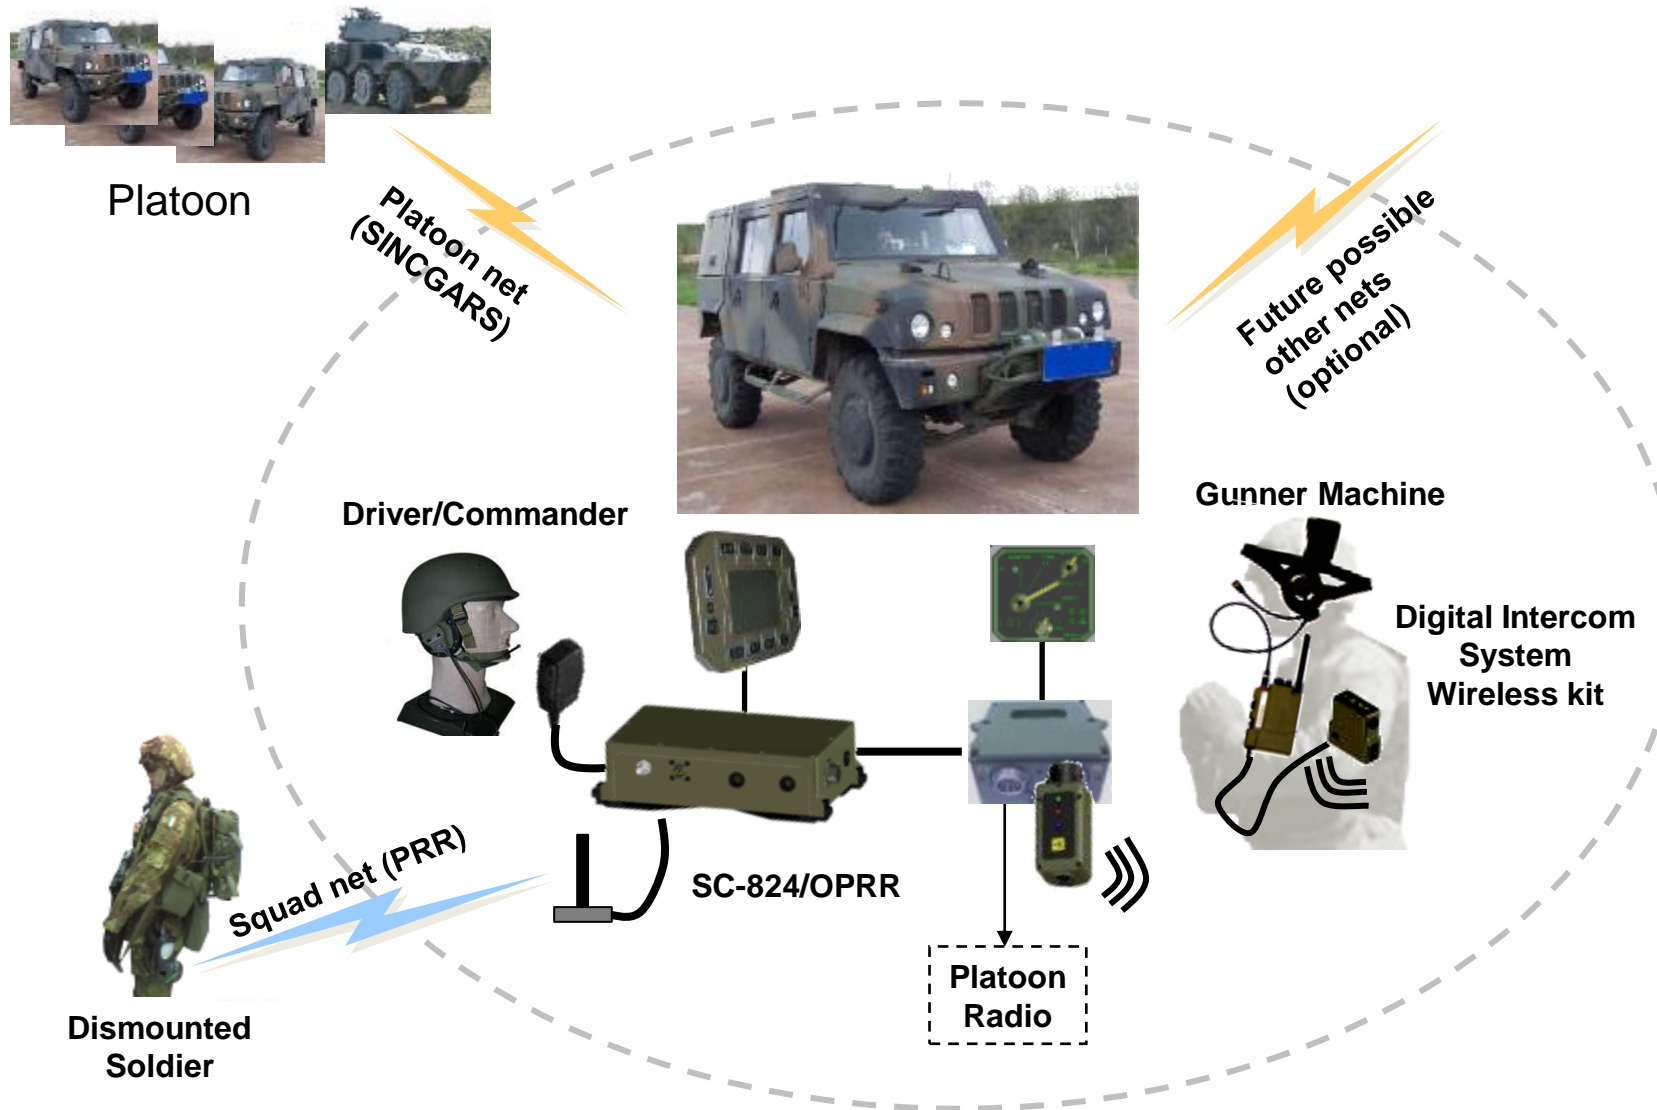 Platoon
Platoon net
(SINCGARS)
Future possible
other nets
(optional)
Driver/Commander
Gunner Machine
Digital Intercom
System
Wireless kit
Squad net (PRR)
SC-824/OPRR
Platoon
Radio
Dismounted
Soldier